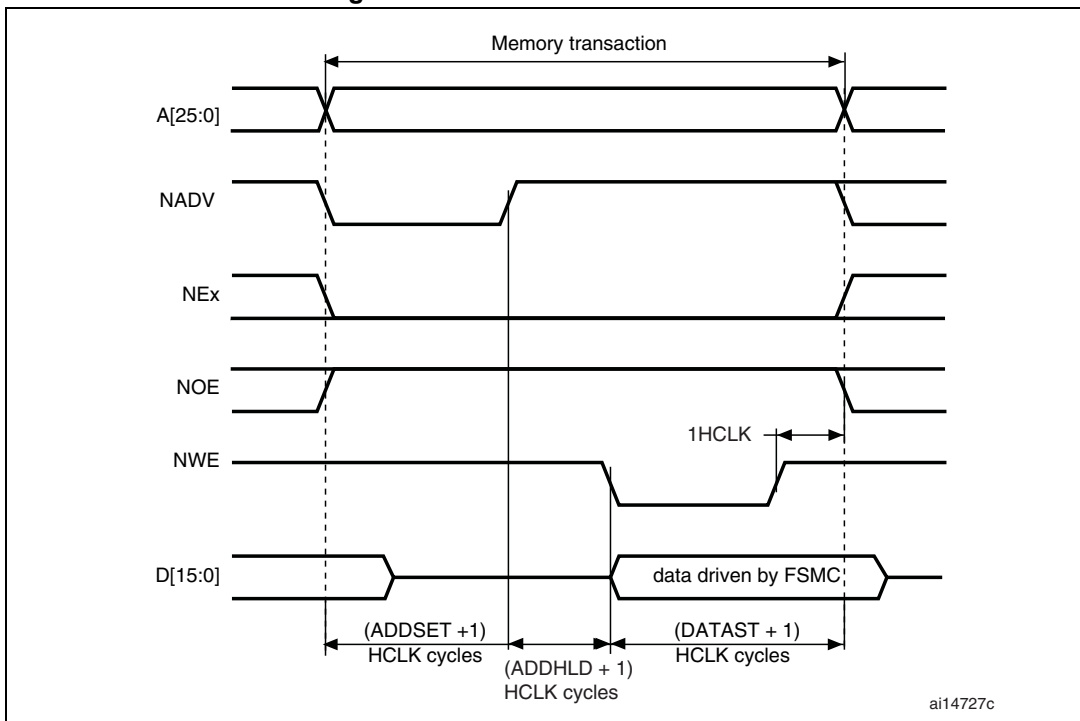 Memory transaction
A[25:0]
NADV
NEx
NOE
1HCLK
NWE
D[15:0]
data driven by FSMC
(ADDSET +1)
HCLK cycles
(ADDHLD + 1)
HCLK cycles
(DATAST + 1)
HCLK cycles
ai14727c